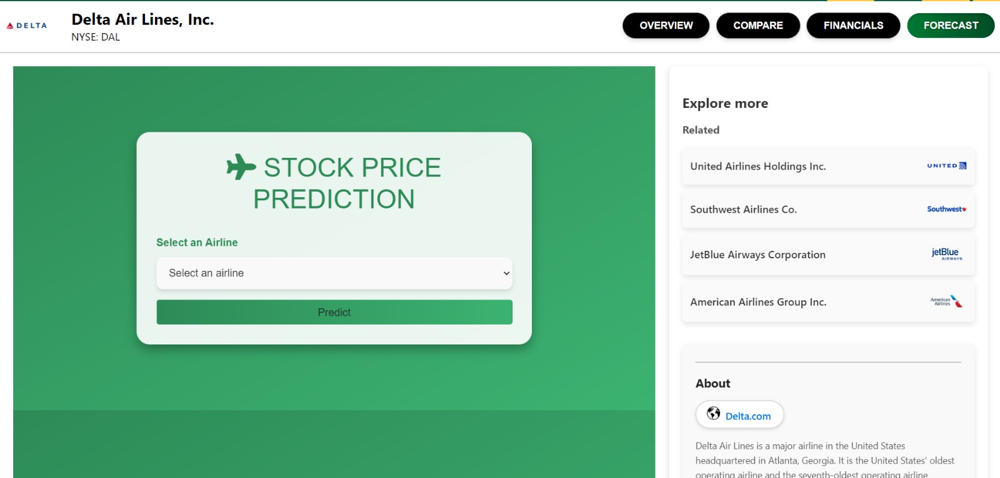 DELTA
Delta Air Lines, Inc.
NYSE: DAL
OVERVIEW
COMPARE
FINANCIALS
FORECAST
STOCK PRICE
PREDICTION
Select an Airline
Select an airline
Predict
Explore more
Related
United Airlines Holdings Inc.
UNITED
Southwest Airlines Co.
Southwest
JetBlue Airways Corporation
jetBlue
AIRWAYS
American Airlines Group Inc.
American
Airlines
About
Delta.com
Delta Air Lines is a major airline in the United States
headquartered in Atlanta, Georgia. It is the United States' oldest
operating airline and the seventh-oldest operating airline